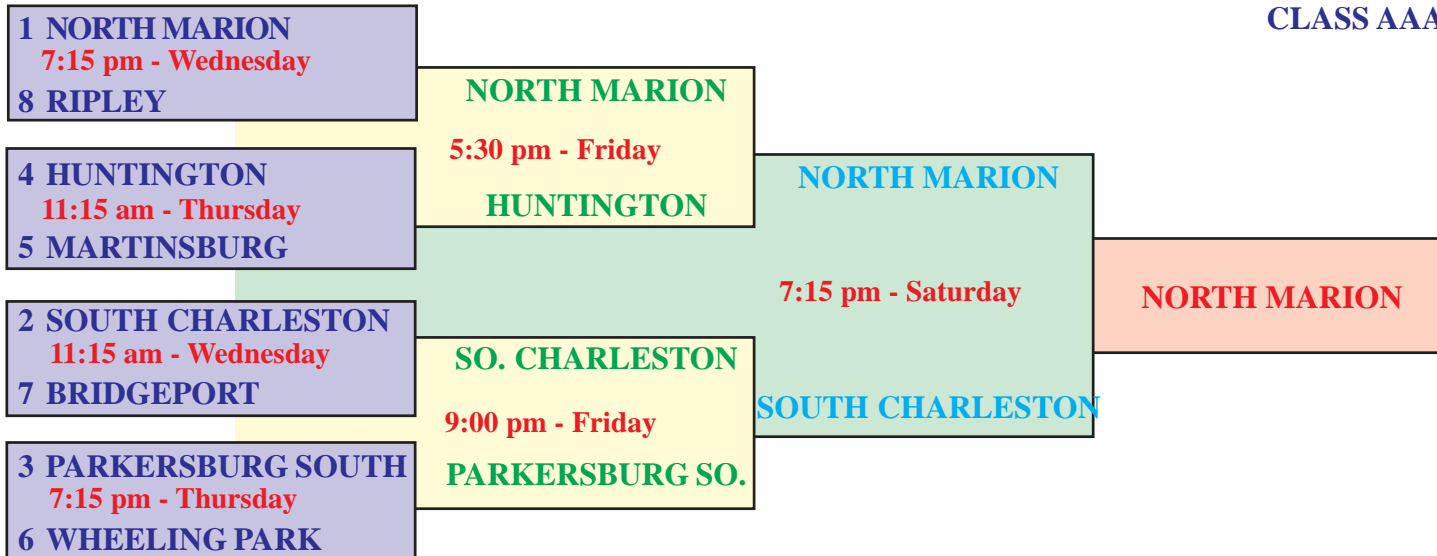 CLASS AAA
1 NORTH MARION
7:15 pm - Wednesday
8 RIPLEY
4 HUNTINGTON
11:15 am - Thursday
5 MARTINSBURG
2 SOUTH CHARLESTON
11:15 am - Wednesday
7 BRIDGEPORT
3 PARKERSBURG SOUTH
7:15 pm - Thursday
6 WHEELING PARK
NORTH MARION
5:30 pm - Friday
HUNTINGTON
SO. CHARLESTON
9:00 pm - Friday
PARKERSBURG SO.
NORTH MARION
7:15 pm - Saturday
SOUTH CHARLESTON
NORTH MARION